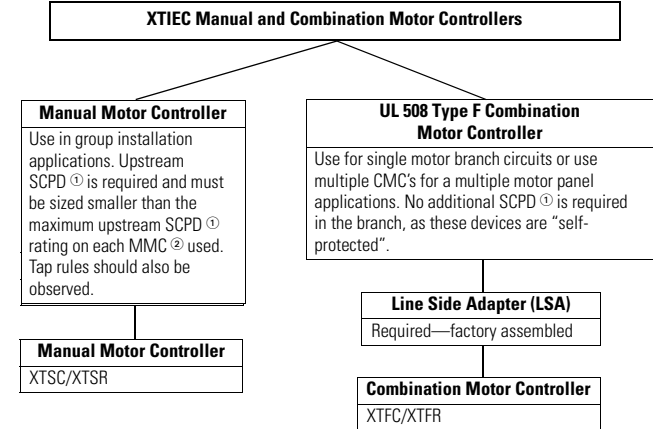 XTIEC Manual and Combination Motor Controllers
Manual Motor Controller
Use in group installation
applications. Upstream
SCPD ① is required and must
be sized smaller than the
maximum upstream SCPD ①
rating on each MMC ② used.
Tap rules should also be
observed.
Manual Motor Controller
XTSC/XTSR
UL 508 Type F Combination
Motor Controller
Use for single motor branch circuits or use
multiple CMC’s for a multiple motor panel
applications. No additional SCPD ① is required
in the branch, as these devices are “self-
protected”.
Line Side Adapter (LSA)
Required—factory assembled
Combination Motor Controller
XTFC/XTFR